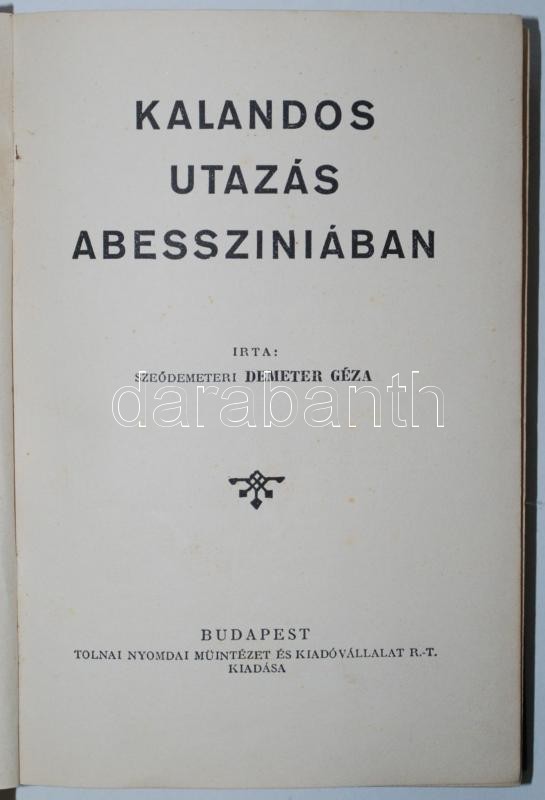 KALANDOS
UTAZÁS
ABESSZINIÁBAN
IRTA:
SZEŐDEMETERI DEMETER GÉZA
darabanth
BUDAPEST
TOLNAI NYOMDAI MŰINTÉZET ÉS KIADÓVÁLLALAT R.-T.
KIADÁSA